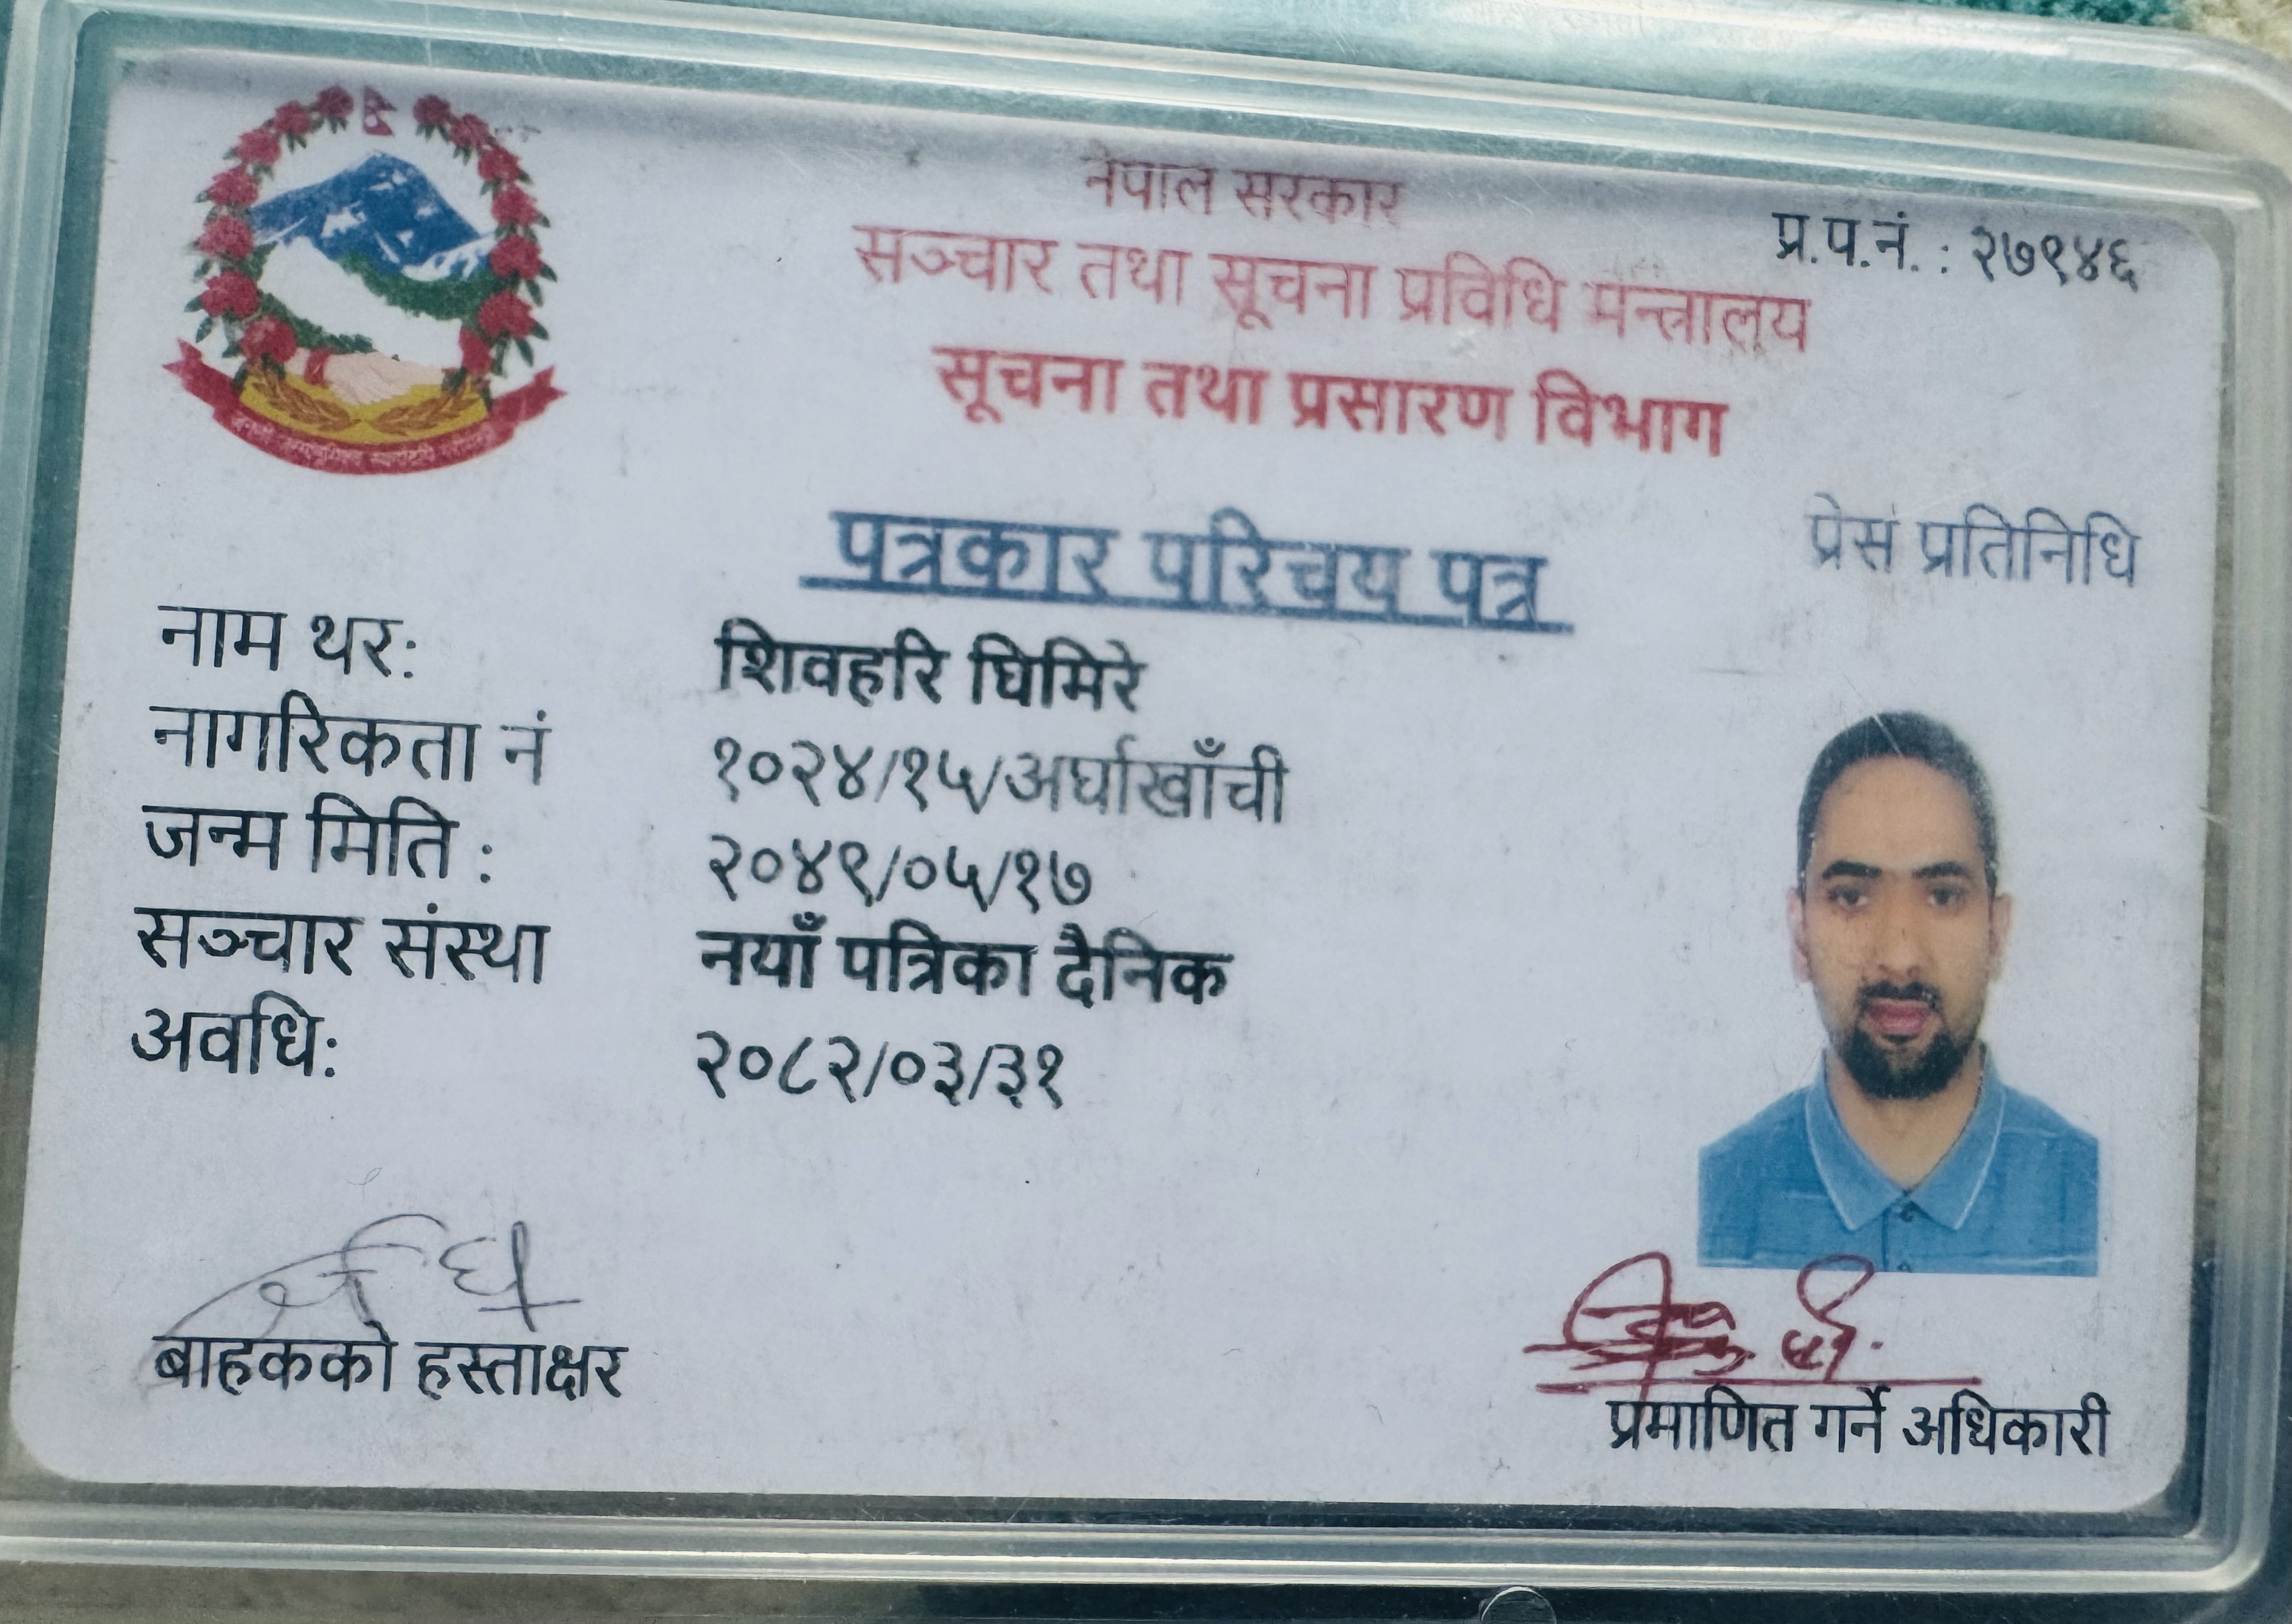 नेपाल सरकार
प्र.प.नं. : २७९४६
सञ्चार तथा सूचना प्रविधि मन्त्रालय
सूचना तथा प्रसारण विभाग
पत्रकार परिचय पत्र
प्रेस प्रतिनिधि
नाम थर: शिवहरि घिमिरे
नागरिकता नं १०२४/१५/अर्घाखाँची
जन्म मिति : २०४९/०५/१७
सञ्चार संस्था नयाँ पत्रिका दैनिक
अवधि: २०८२/०३/३१
बाहकको हस्ताक्षर
प्रमाणित गर्ने अधिकारी